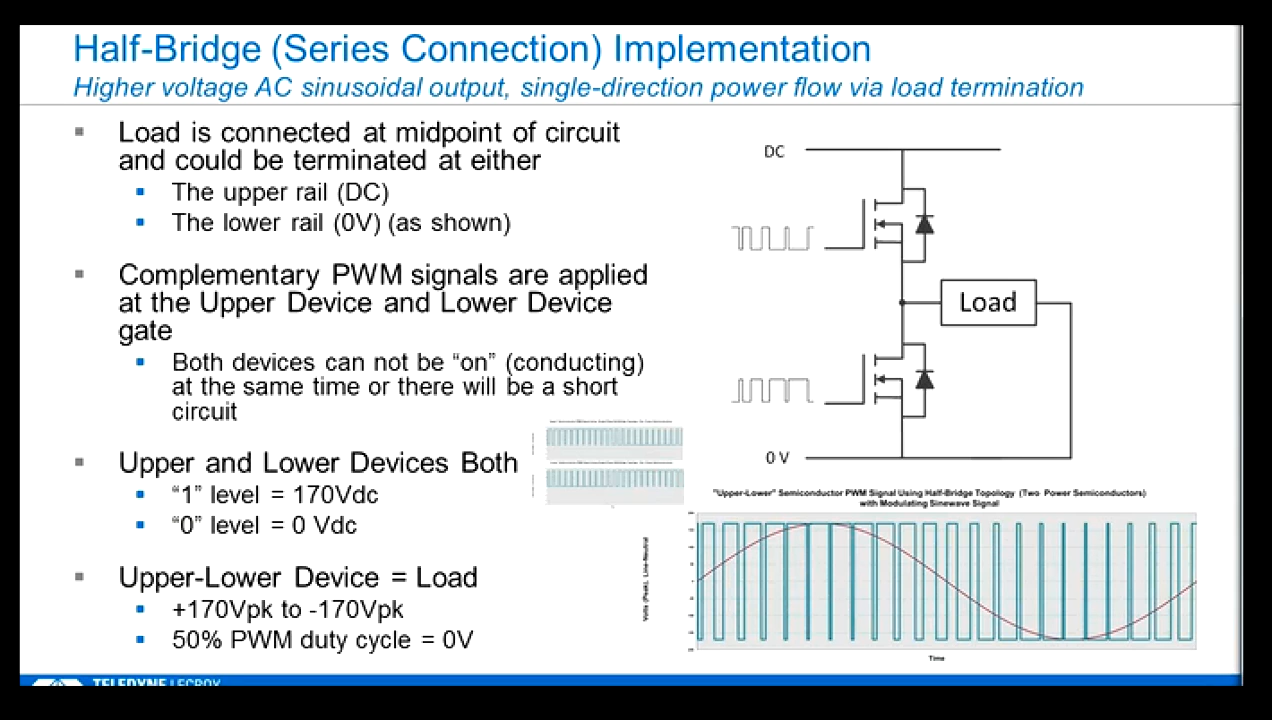 Half-Bridge (Series Connection) Implementation
Higher voltage AC sinusoidal output, single-direction power flow via load termination
Load is connected at midpoint of circuit
and could be terminated at either
The upper rail (DC)
The lower rail (0V) (as shown)
Complementary PWM signals are applied
at the Upper Device and Lower Device
gate
Both devices can not be “on” (conducting)
at the same time or there will be a short
circuit
Upper and Lower Devices Both
“1” level = 170Vdc
“0” level = 0 Vdc
Upper-Lower Device = Load
+170Vpk to -170Vpk
50% PWM duty cycle = 0V
DC
Load
0 V
"Upper-Lower" Semiconductor PWM Signal Using Half-Bridge Topology (Two Power Semiconductors)
with Modulating Sinewave Signal
Volts (Peak), Line-Neutral
Time
TELEDYNE LECROY